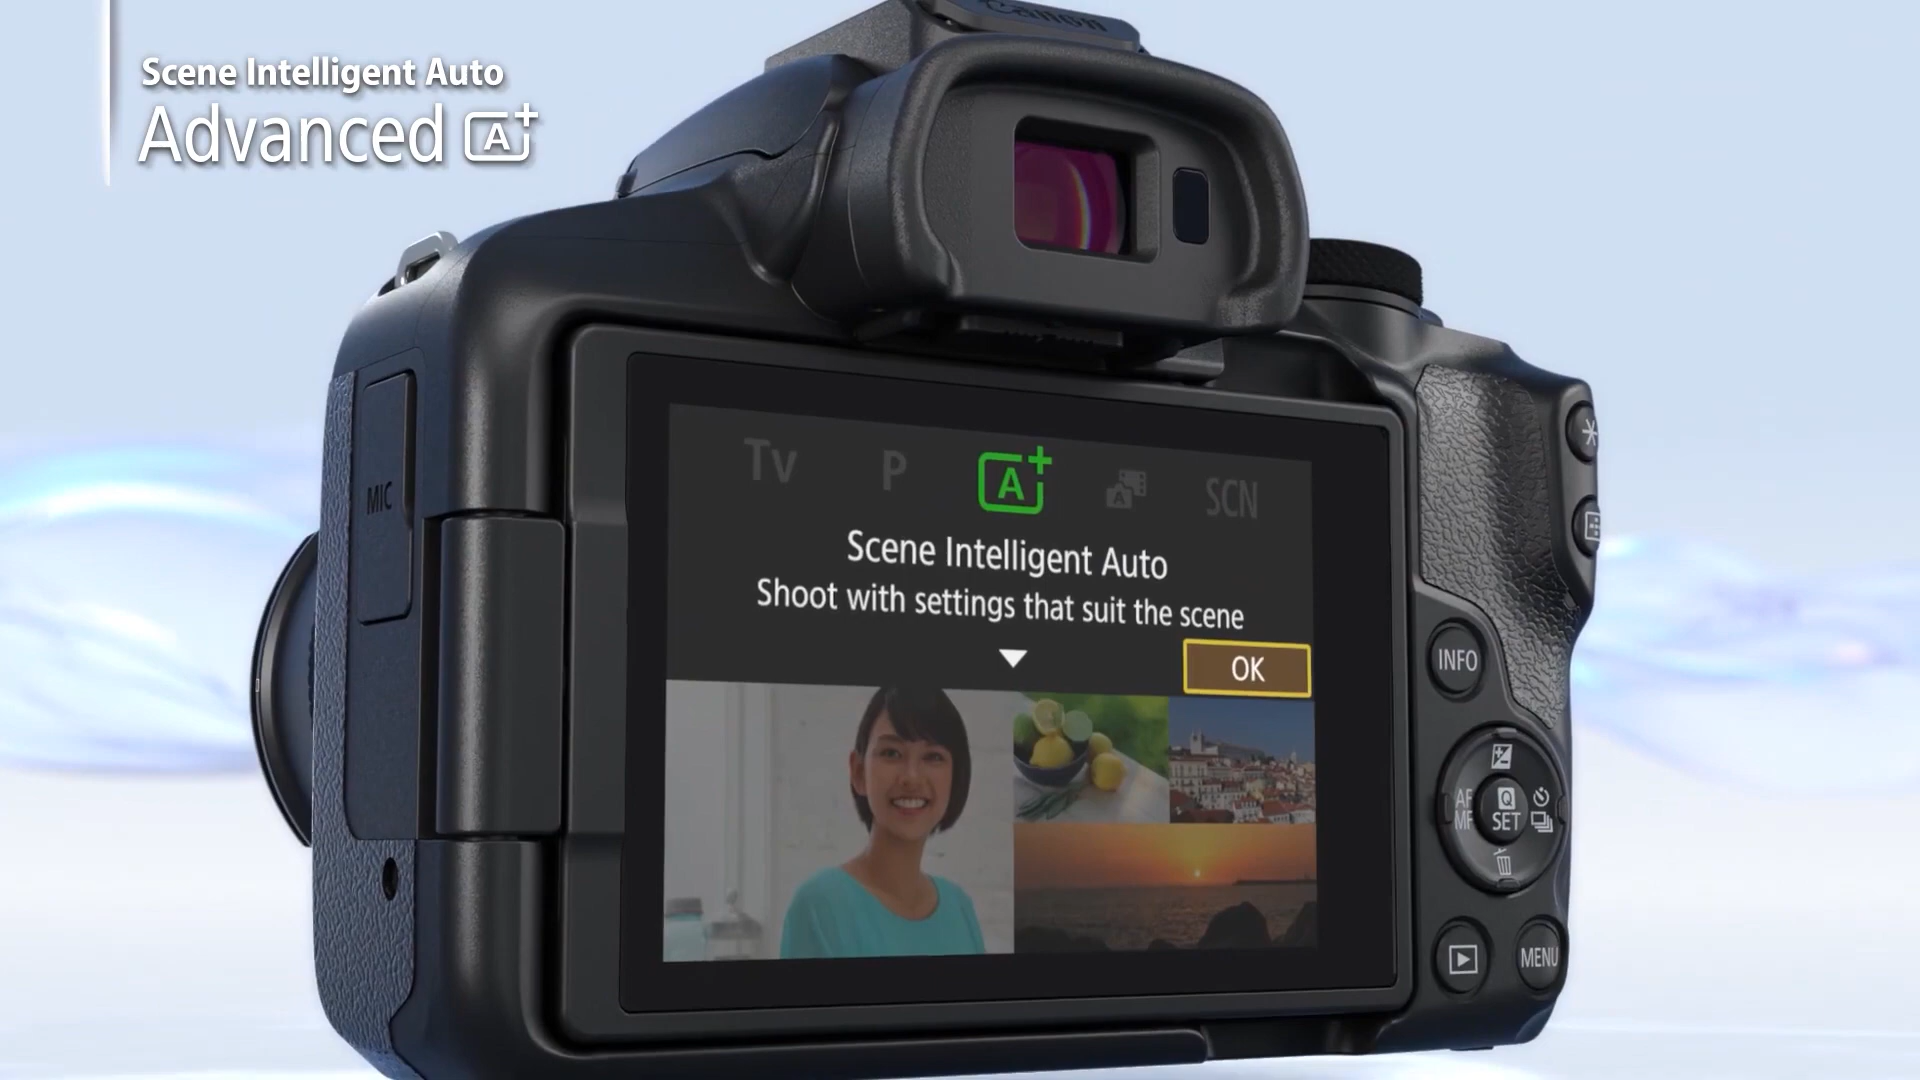 Scene Intelligent Auto
Advanced A+
Canon
MIC
Tv P A+ A SCN
Scene Intelligent Auto
Shoot with settings that suit the scene
OK
INFO
AF
MF
Q
SET
MENU